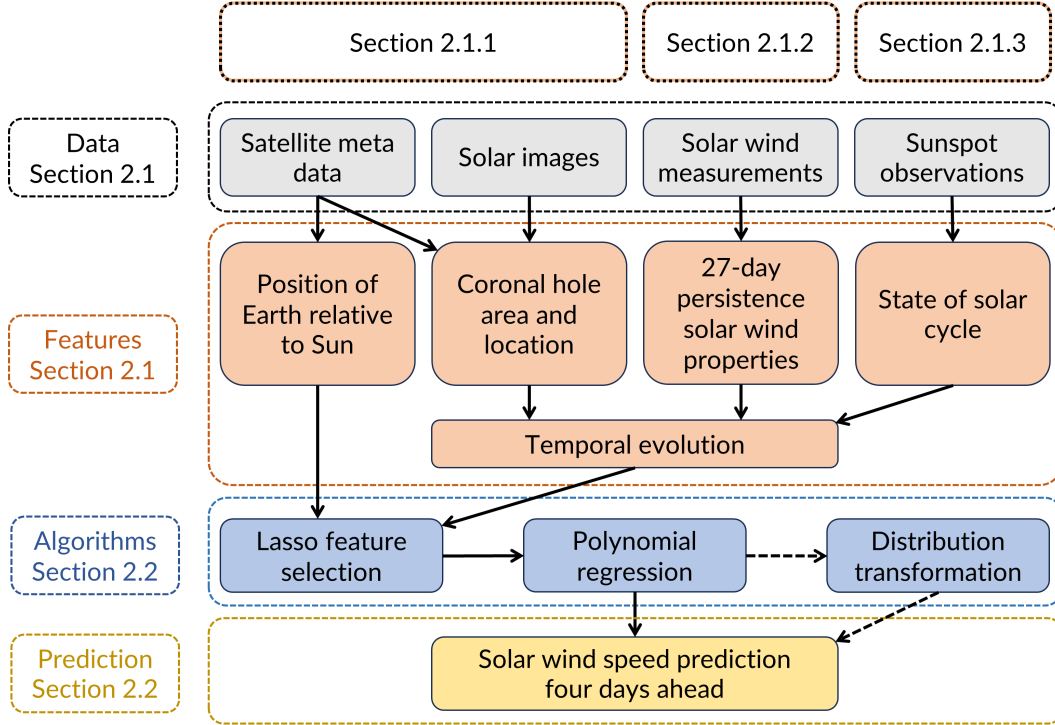 Section 2.1.1
Section 2.1.2
Section 2.1.3
Data
Section 2.1
Satellite meta
data
Solar images
Solar wind
measurements
Sunspot
observations
Features
Section 2.1
Position of
Earth relative
to Sun
Coronal hole
area and
location
27-day
persistence
solar wind
properties
State of solar
cycle
Temporal evolution
Algorithms
Section 2.2
Lasso feature
selection
Polynomial
regression
Distribution
transformation
Prediction
Section 2.2
Solar wind speed prediction
four days ahead